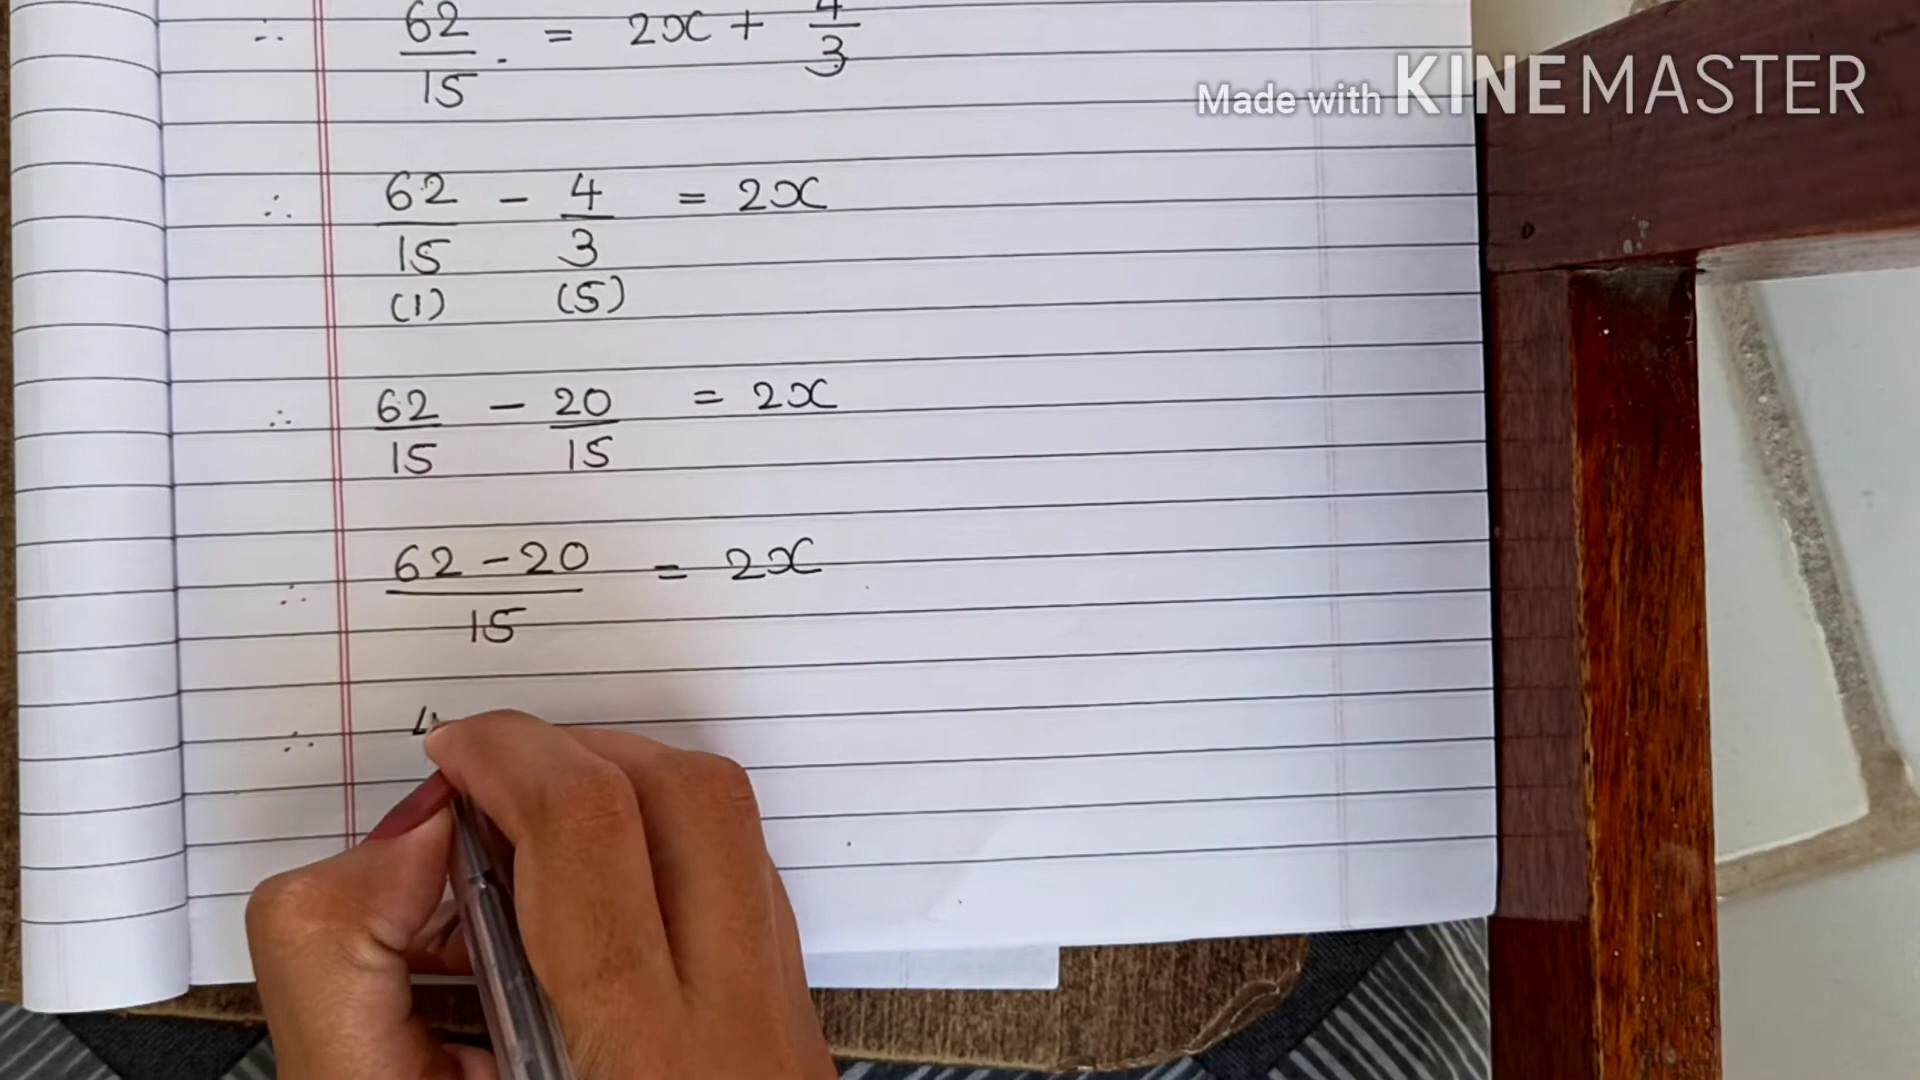 ∴ 62/15 = 2x + 4/3
Made with KINEMASTER
∴ 62/15 - 4/3 = 2x
(1) (5)
∴ 62/15 - 20/15 = 2x
∴ 62-20/15 = 2x
∴ 4